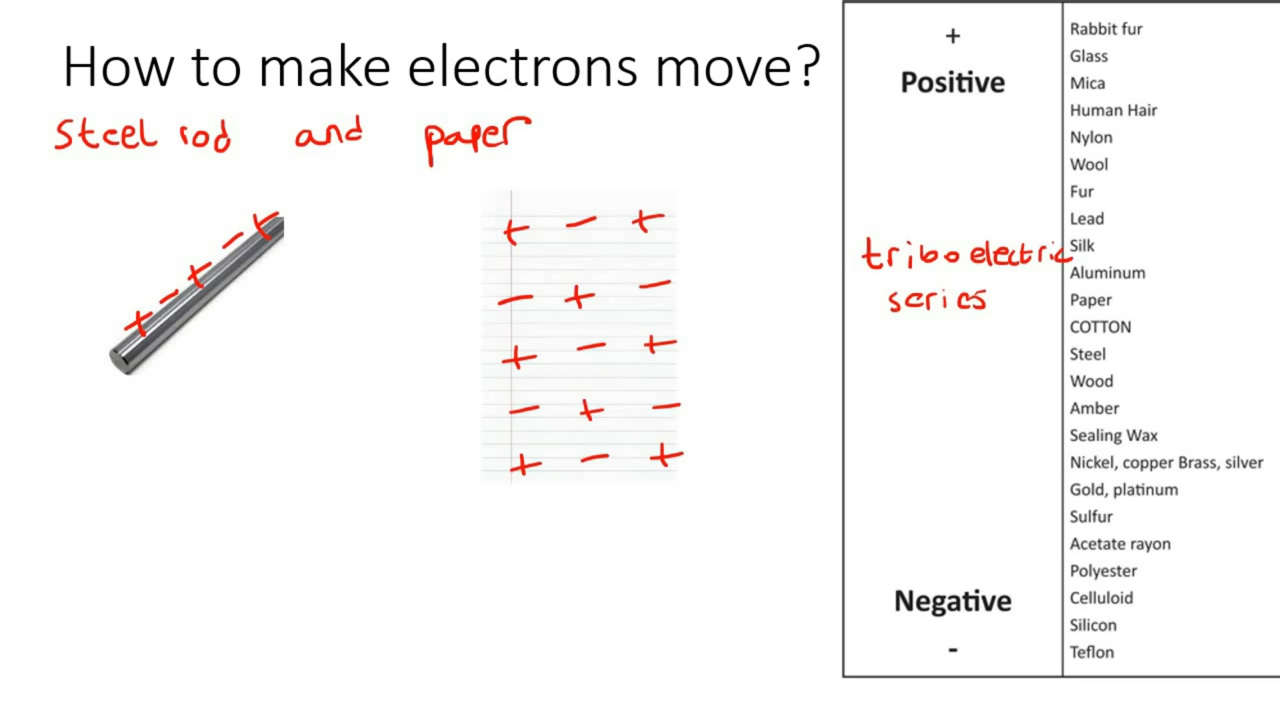 How to make electrons move?
Steel rod and paper
+ - +
- + -
+ - +
- + -
+ - +
+ - + - +
+
Positive
triboelectric
series
Negative
-
Rabbit fur
Glass
Mica
Human Hair
Nylon
Wool
Fur
Lead
Silk
Aluminum
Paper
COTTON
Steel
Wood
Amber
Sealing Wax
Nickel, copper Brass, silver
Gold, platinum
Sulfur
Acetate rayon
Polyester
Celluloid
Silicon
Teflon